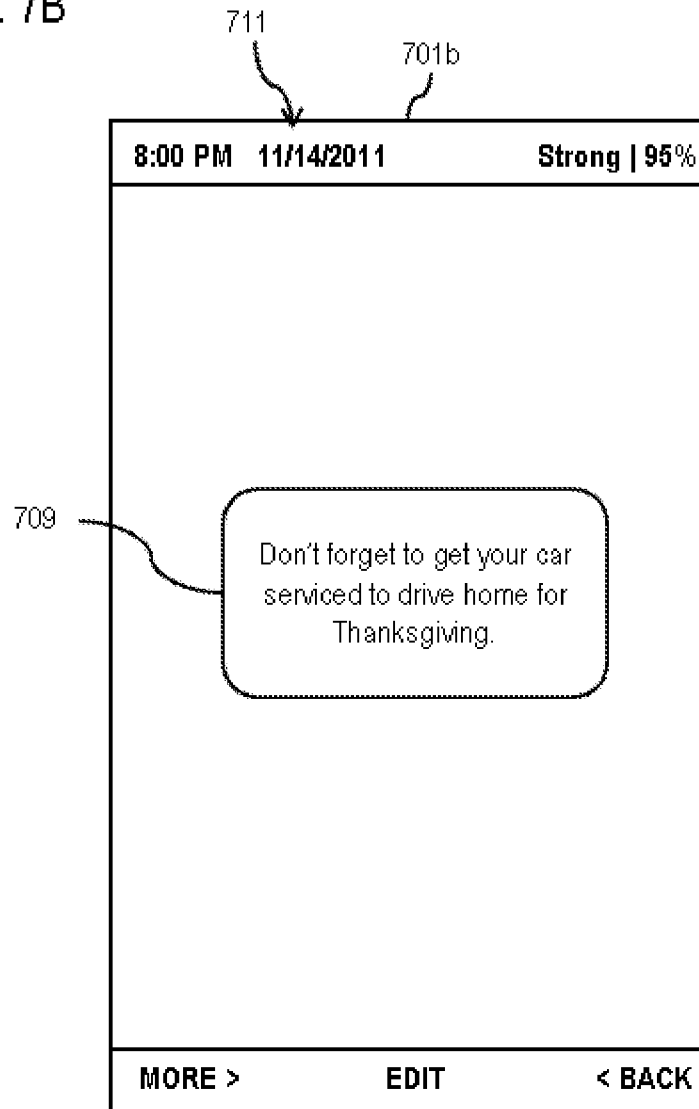 . 7B
711
701b
8:00 PM 11/14/2011 Strong | 95%
709
Don't forget to get your car
serviced to drive home for
Thanksgiving.
MORE > EDIT < BACK